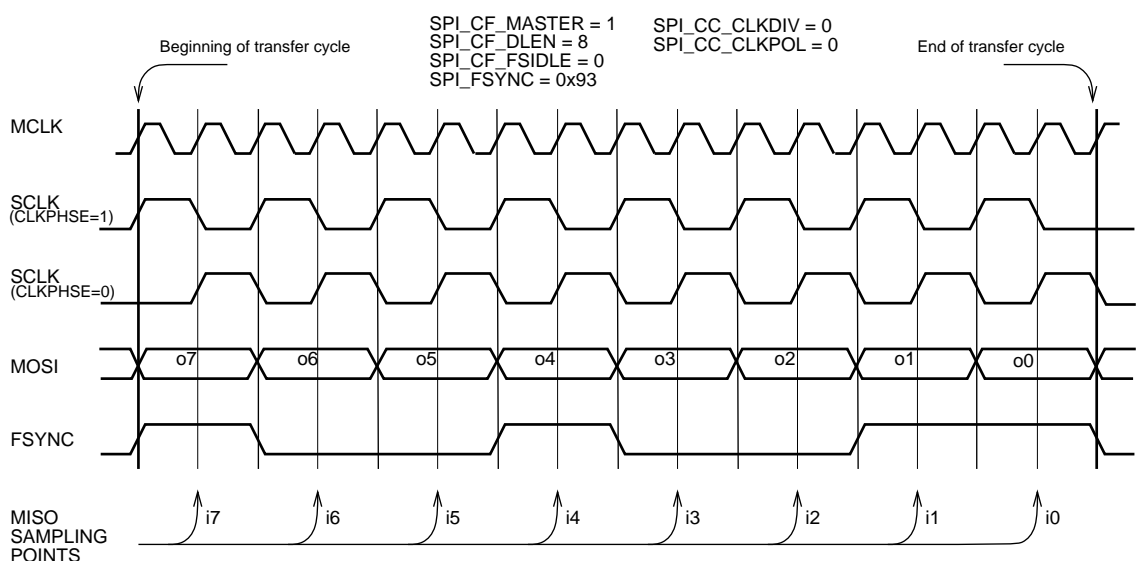 SPI_CF_MASTER = 1
SPI_CF_DLEN = 8
SPI_CF_FSIDLE = 0
SPI_FSYNC = 0x93
SPI_CC_CLKDIV = 0
SPI_CC_CLKPOL = 0
Beginning of transfer cycle
End of transfer cycle
MCLK
SCLK
(CLKPHSE=1)
SCLK
(CLKPHSE=0)
MOSI
o7 o6 o5 o4 o3 o2 o1 o0
FSYNC
MISO
SAMPLING
POINTS
i7 i6 i5 i4 i3 i2 i1 i0